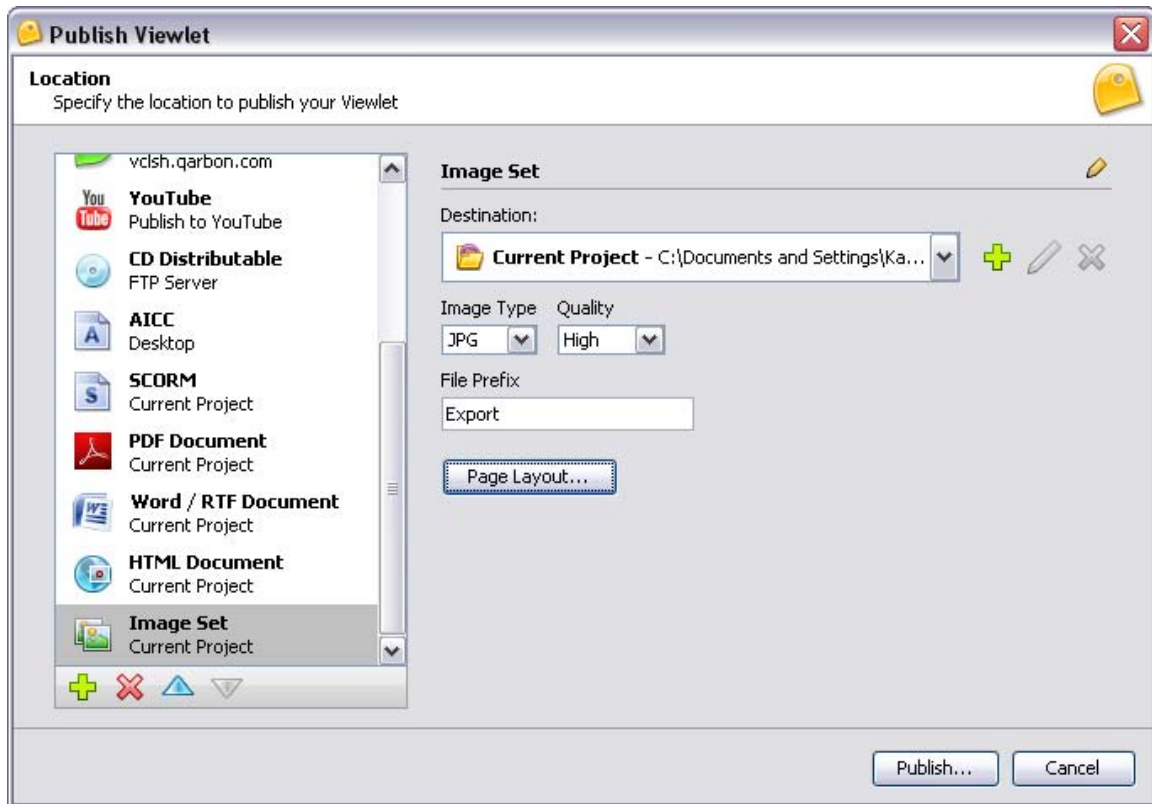 Publish Viewlet
Location
Specify the location to publish your Viewlet
vclsh.qarbon.com
You
Tube
YouTube
Publish to YouTube
CD Distributable
FTP Server
A
AICC
Desktop
S
SCORM
Current Project
PDF Document
Current Project
W
Word / RTF Document
Current Project
HTML Document
Current Project
Image Set
Current Project
Image Set
Destination:
Current Project - C:\Documents and Settings\Ka...
Image Type Quality
JPG High
File Prefix
Export
Page Layout...
Publish... Cancel